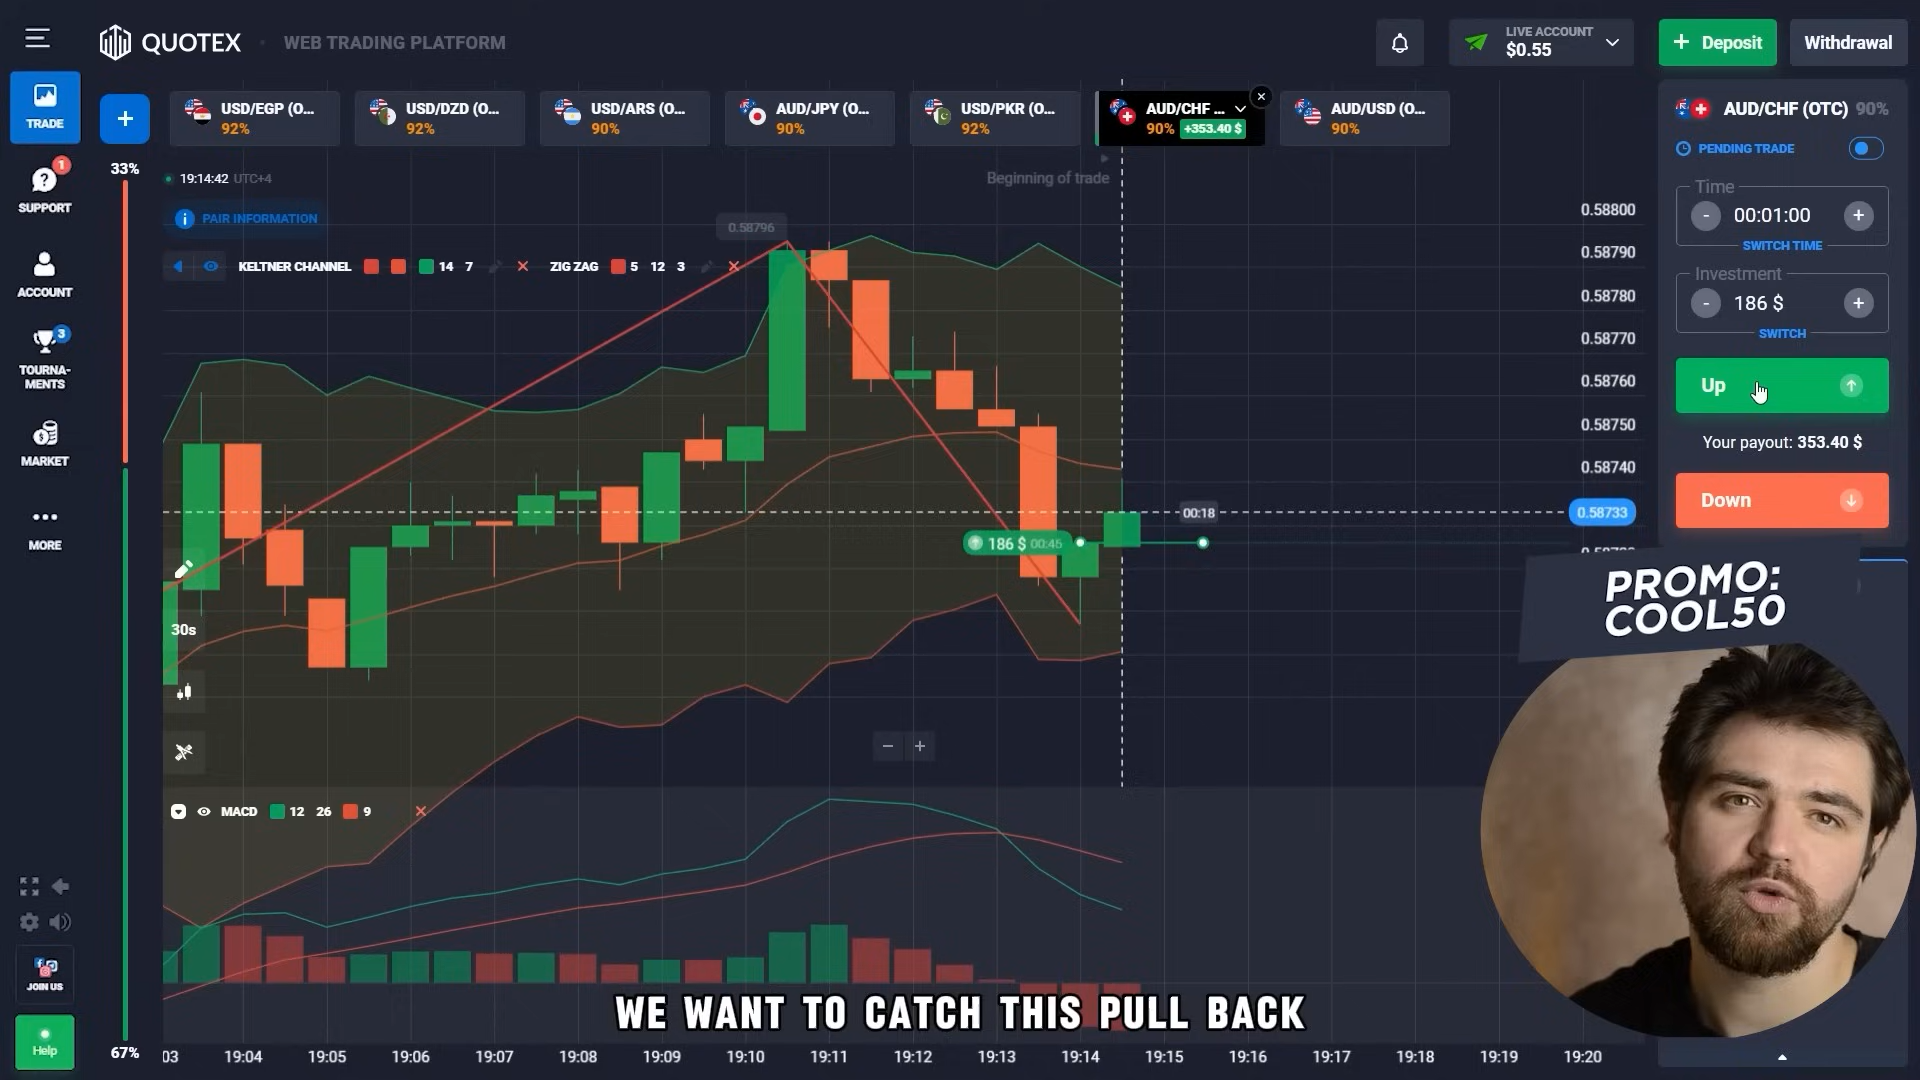 QUOTEX
WEB TRADING PLATFORM
LIVE ACCOUNT
$0.55
+ Deposit
Withdrawal
TRADE
SUPPORT
1
ACCOUNT
TOURNA-
MENTS
3
MARKET
MORE
JOIN US
Help
+
33%
67%
USD/EGP (O...
92%
USD/DZD (O...
92%
USD/ARS (O...
90%
AUD/JPY (O...
90%
USD/PKR (O...
92%
AUD/CHF ...
90% +353.40 $
AUD/USD (O...
90%
19:14:42 UTC+4
Beginning of trade
PAIR INFORMATION
KELTNER CHANNEL 14 7
ZIG ZAG 5 12 3
0.58796
0.58800
0.58790
0.58780
0.58770
0.58760
0.58750
0.58740
0.58733
00:18
186 $ 00:45
30s
MACD 12 26 9
03 19:04 19:05 19:06 19:07 19:08 19:09 19:10 19:11 19:12 19:13 19:14 19:15 19:16 19:17 19:18 19:19 19:20
AUD/CHF (OTC) 90%
PENDING TRADE
Time
- 00:01:00 +
SWITCH TIME
Investment
- 186 $ +
SWITCH
Up
Your payout: 353.40 $
Down
PROMO:
COOL50
WE WANT TO CATCH THIS PULL BACK